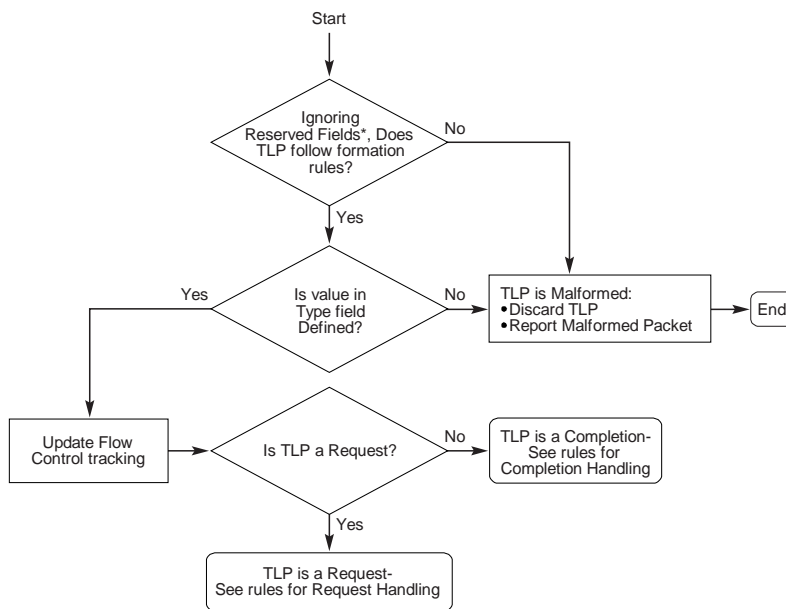 Start
Ignoring
Reserved Fields*, Does
TLP follow formation
rules?
No
Yes
Is value in
Type field
Defined?
Yes
No
TLP is Malformed:
•Discard TLP
•Report Malformed Packet
End
Update Flow
Control tracking
Is TLP a Request?
No
TLP is a Completion-
See rules for
Completion Handling
Yes
TLP is a Request-
See rules for Request Handling